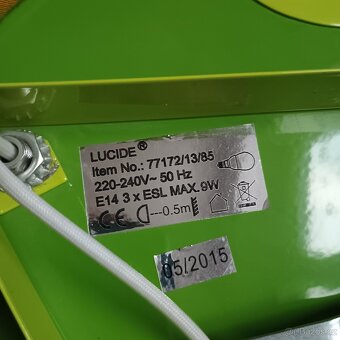 LUCIDE®
Item No.: 77172/13/85
220-240V~ 50 Hz
E14 3 x ESL MAX. 9W
CE ---0.5m
05/2015